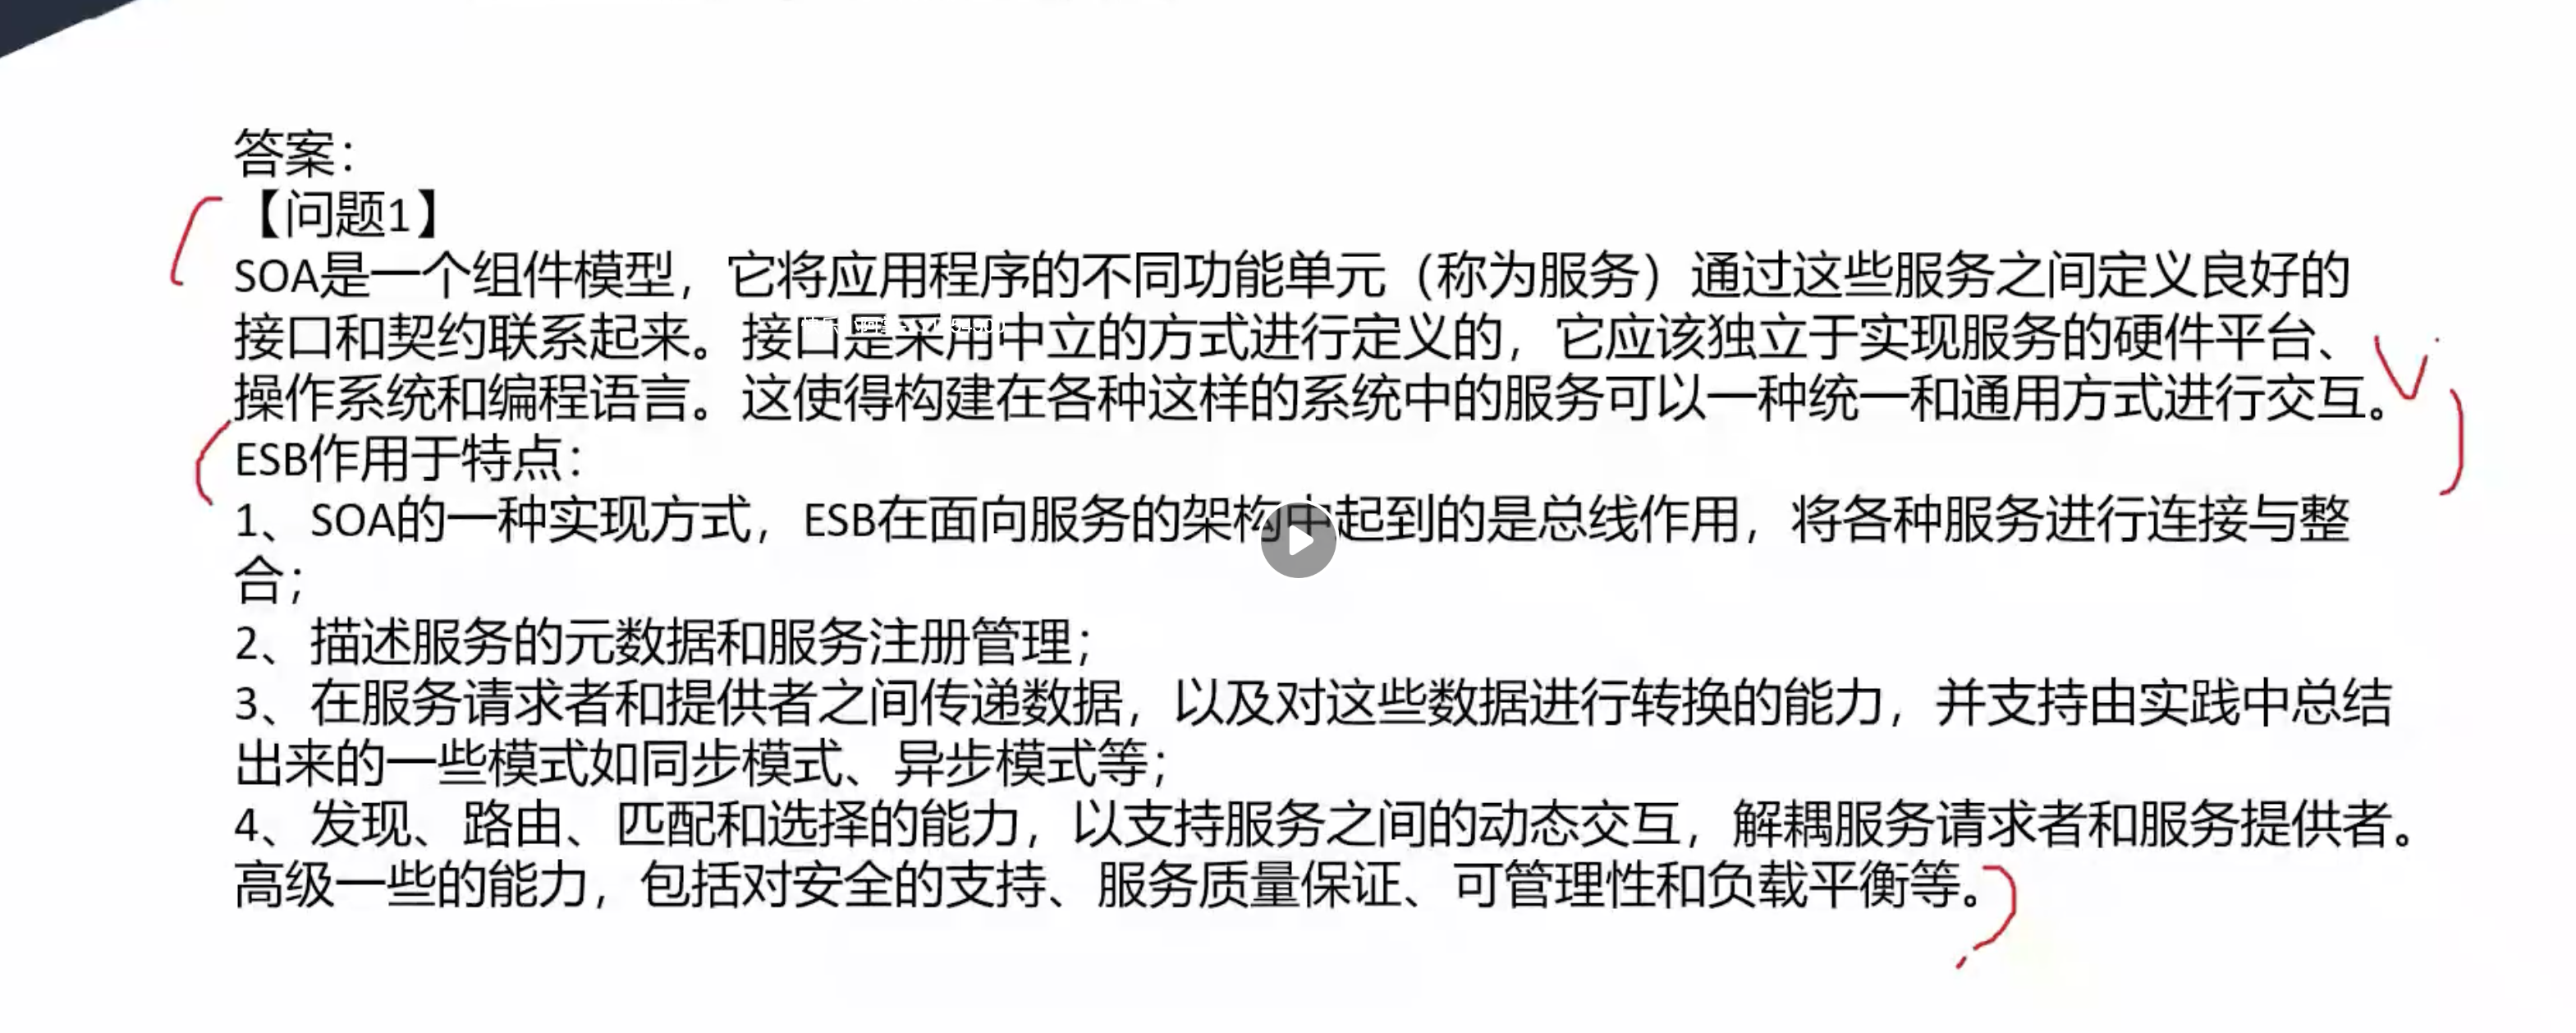 答案：
【问题1】
SOA是一个组件模型，它将应用程序的不同功能单元（称为服务）通过这些服务之间定义良好的
接口和契约联系起来。接口是采用中立的方式进行定义的，它应该独立于实现服务的硬件平台、
操作系统和编程语言。这使得构建在各种这样的系统中的服务可以一种统一和通用方式进行交互。
ESB作用于特点：
1、SOA的一种实现方式，ESB在面向服务的架构中起到的是总线作用，将各种服务进行连接与整
合；
2、描述服务的元数据和服务注册管理；
3、在服务请求者和提供者之间传递数据，以及对这些数据进行转换的能力，并支持由实践中总结
出来的一些模式如同步模式、异步模式等；
4、发现、路由、匹配和选择的能力，以支持服务之间的动态交互，解耦服务请求者和服务提供者。
高级一些的能力，包括对安全的支持、服务质量保证、可管理性和负载平衡等。